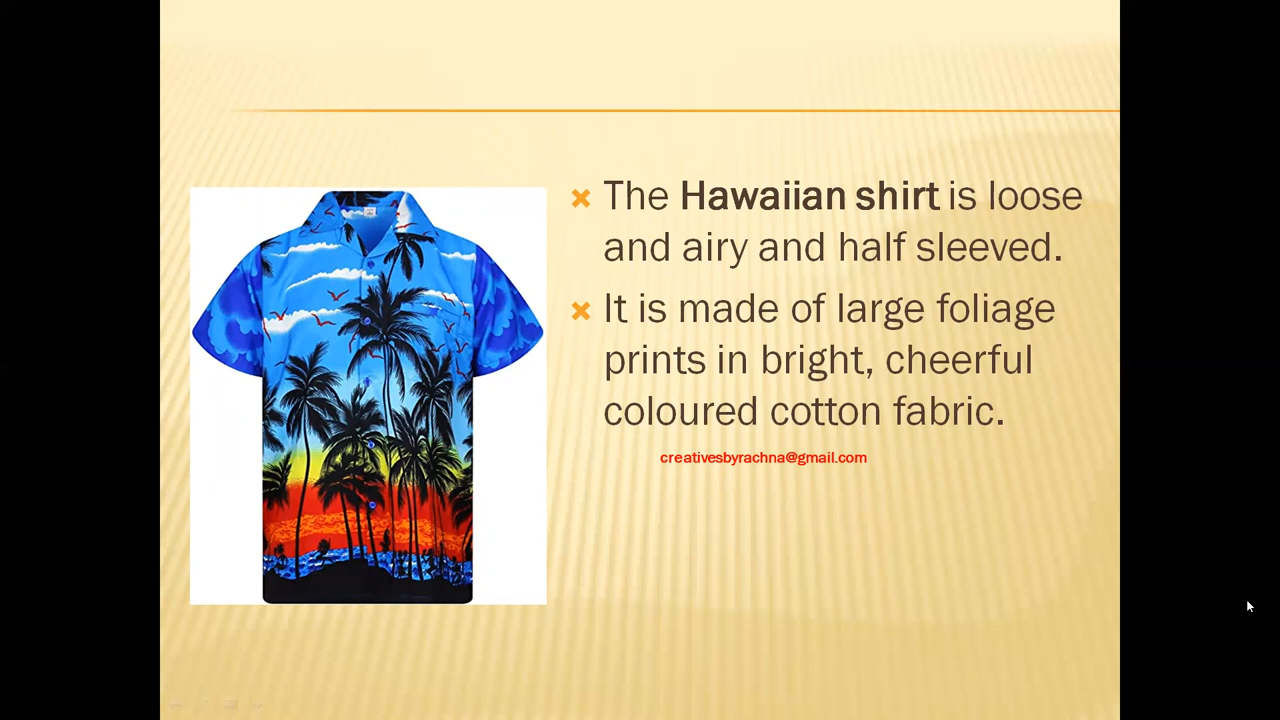 The Hawaiian shirt is loose
and airy and half sleeved.
It is made of large foliage
prints in bright, cheerful
coloured cotton fabric.
creativesbyrachna@gmail.com